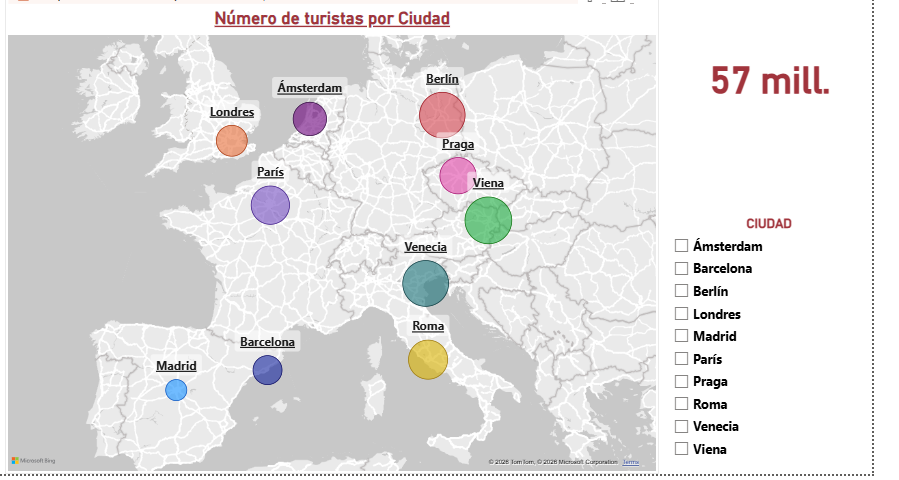 Número de turistas por Ciudad
57 mill.
Berlín
Ámsterdam
Londres
Praga
París
Viena
Venecia
Roma
Barcelona
Madrid
Microsoft Bing
© 2026 TomTom, © 2026 Microsoft Corporation Terms
CIUDAD
Ámsterdam
Barcelona
Berlín
Londres
Madrid
París
Praga
Roma
Venecia
Viena